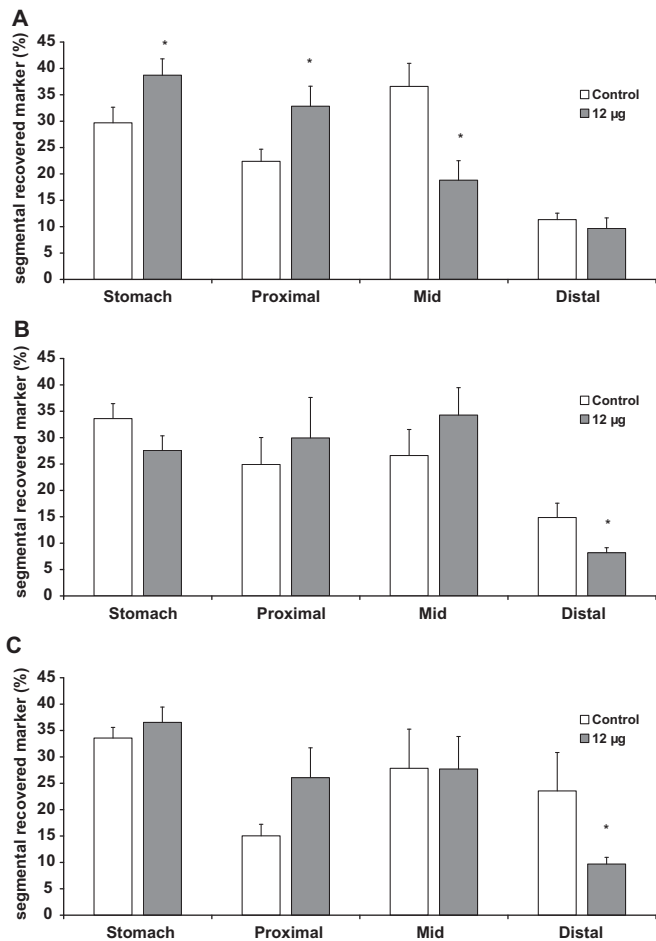 A
segmental recovered marker (%)
45
40
35
30
25
20
15
10
5
0
* * *
Control
12 µg
Stomach Proximal Mid Distal
B
segmental recovered marker (%)
45
40
35
30
25
20
15
10
5
0
*
Control
12 µg
Stomach Proximal Mid Distal
C
segmental recovered marker (%)
45
40
35
30
25
20
15
10
5
0
*
Control
12 µg
Stomach Proximal Mid Distal